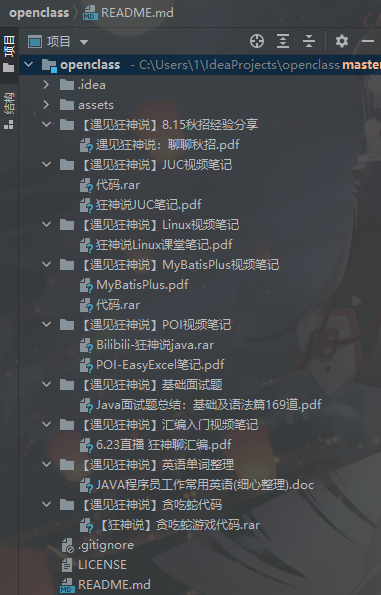 openclass 〉 README.md
项目
项目
openclass - C:\Users\1\IdeaProjects\openclass master
.idea
assets
【遇见狂神说】8.15秋招经验分享
遇见狂神说：聊聊秋招.pdf
【遇见狂神说】JUC视频笔记
代码.rar
狂神说JUC笔记.pdf
【遇见狂神说】Linux视频笔记
狂神说Linux课堂笔记.pdf
【遇见狂神说】MyBatisPlus视频笔记
MyBatisPlus.pdf
代码.rar
【遇见狂神说】POI视频笔记
Bilibili-狂神说java.rar
POI-EasyExcel笔记.pdf
【遇见狂神说】基础面试题
Java面试题总结：基础及语法篇169道.pdf
【遇见狂神说】汇编入门视频笔记
6.23直播 狂神聊汇编.pdf
【遇见狂神说】英语单词整理
JAVA程序员工作常用英语(细心整理).doc
【遇见狂神说】贪吃蛇代码
【狂神说】贪吃蛇游戏代码.rar
.gitignore
LICENSE
README.md
结构